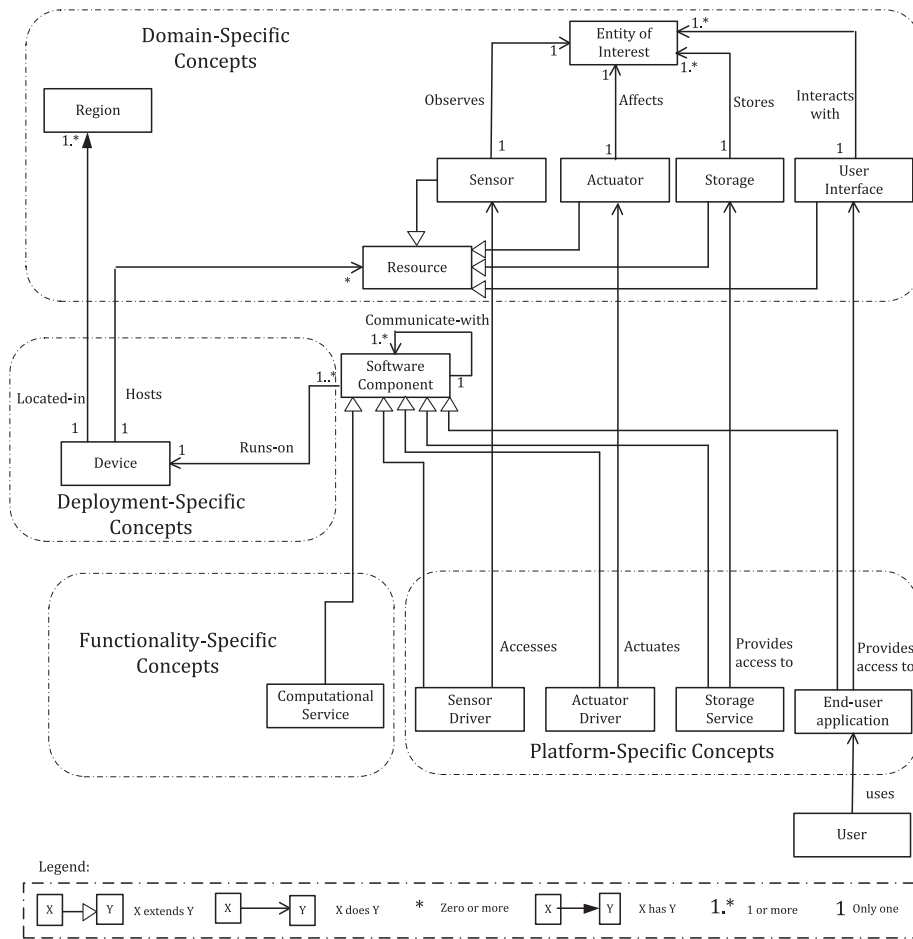 Domain-Specific
Concepts
Entity of
Interest
1
1
1.*
1.*
Region
1.*
Observes
Affects
Stores
Interacts
with
1
1
1
1
Sensor
Actuator
Storage
User
Interface
Resource
*
Communicate-with
1.*
Software
Component
1
1..*
Located-in
Hosts
1
1
Runs-on
1
Device
Deployment-Specific
Concepts
Functionality-Specific
Concepts
Computational
Service
Accesses
Actuates
Provides
access to
Provides
access to
Sensor
Driver
Actuator
Driver
Storage
Service
End-user
application
Platform-Specific Concepts
uses
User
Legend:
X Y X extends Y
X Y X does Y
* Zero or more
X Y X has Y
1.* 1 or more
1 Only one